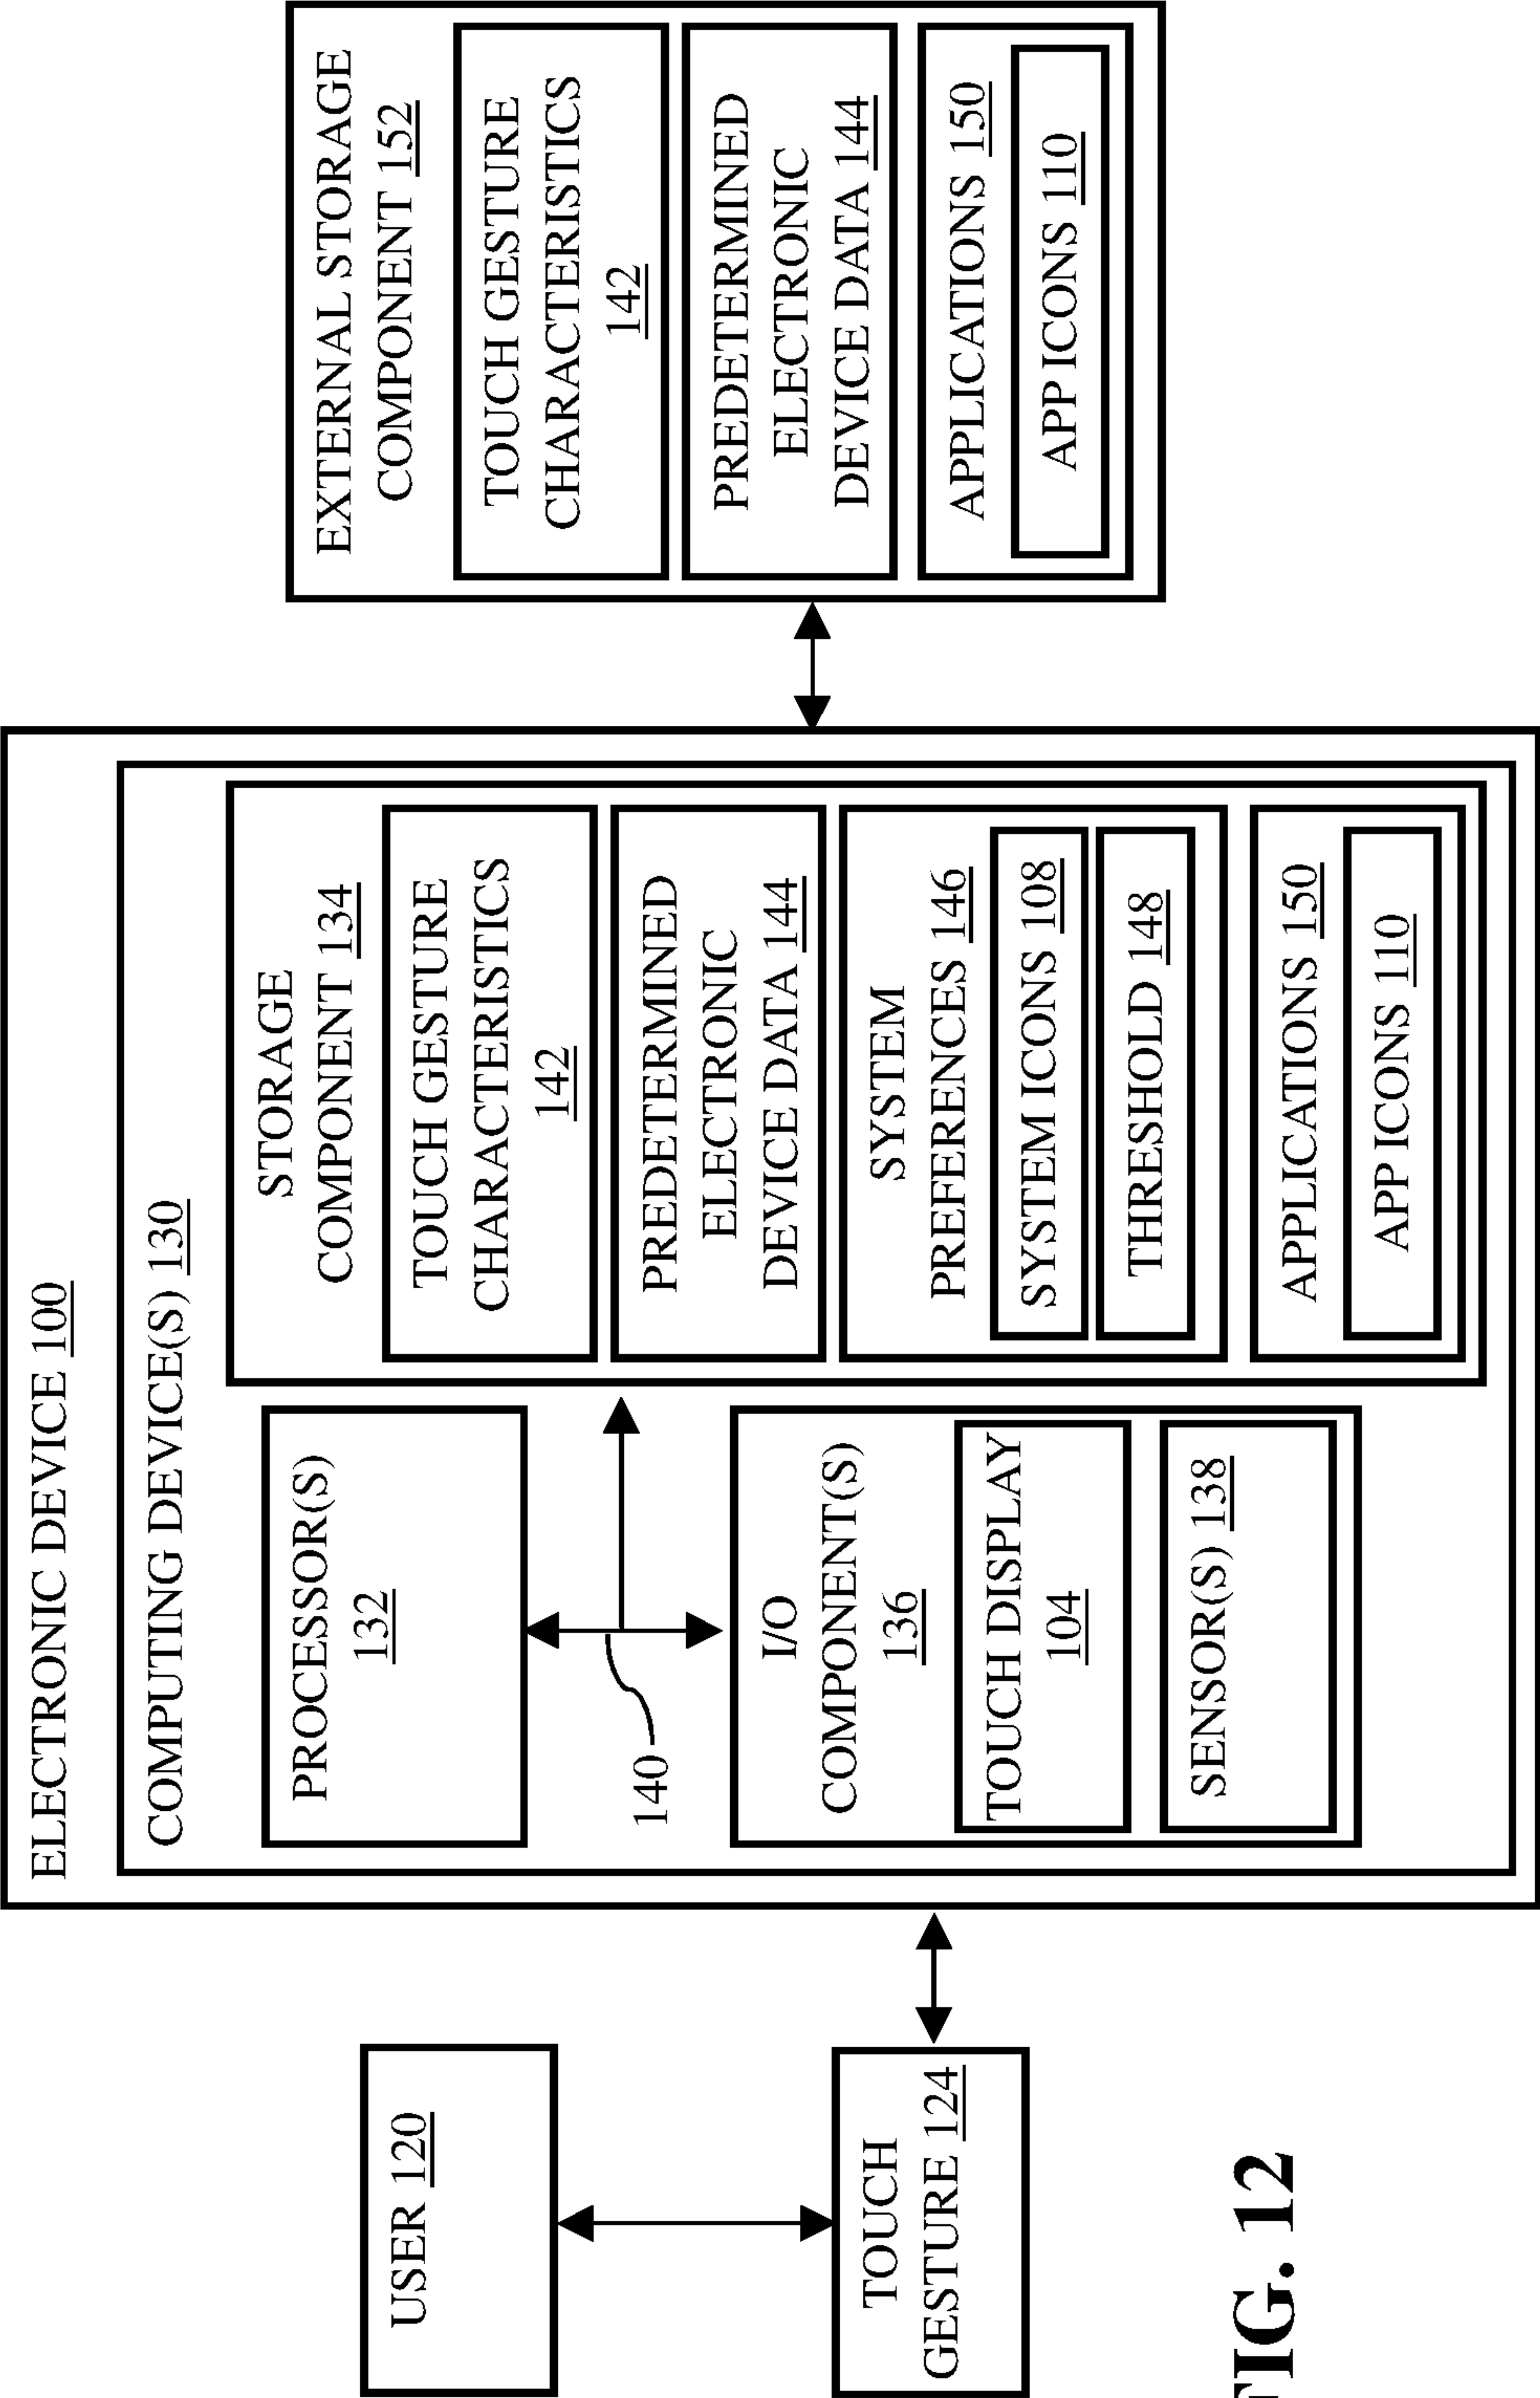 ELECTRONIC DEVICE 100
COMPUTING DEVICE(S) 130
USER 120
TOUCH
GESTURE 124
PROCESSOR(S)
132
140
I/O
COMPONENT(S)
136
TOUCH DISPLAY
104
SENSOR(S) 138
STORAGE
COMPONENT 134
TOUCH GESTURE
CHARACTERISTICS
142
PREDETERMINED
ELECTRONIC
DEVICE DATA 144
SYSTEM
PREFERENCES 146
SYSTEM ICONS 108
THRESHOLD 148
APPLICATIONS 150
APP ICONS 110
EXTERNAL STORAGE
COMPONENT 152
TOUCH GESTURE
CHARACTERISTICS
142
PREDETERMINED
ELECTRONIC
DEVICE DATA 144
APPLICATIONS 150
APP ICONS 110
FIG. 12